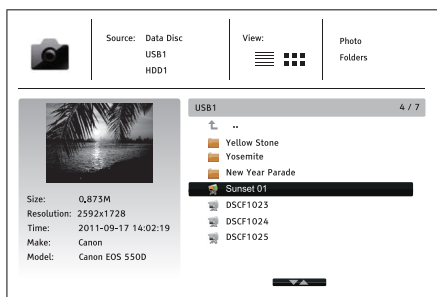 Source: Data Disc
USB1
HDD1
View:
Photo
Folders
USB1 4 / 7
..
Yellow Stone
Yosemite
New Year Parade
Sunset 01
DSCF1023
DSCF1024
DSCF1025
Size: 0.873M
Resolution: 2592x1728
Time: 2011-09-17 14:02:19
Make: Canon
Model: Canon EOS 550D